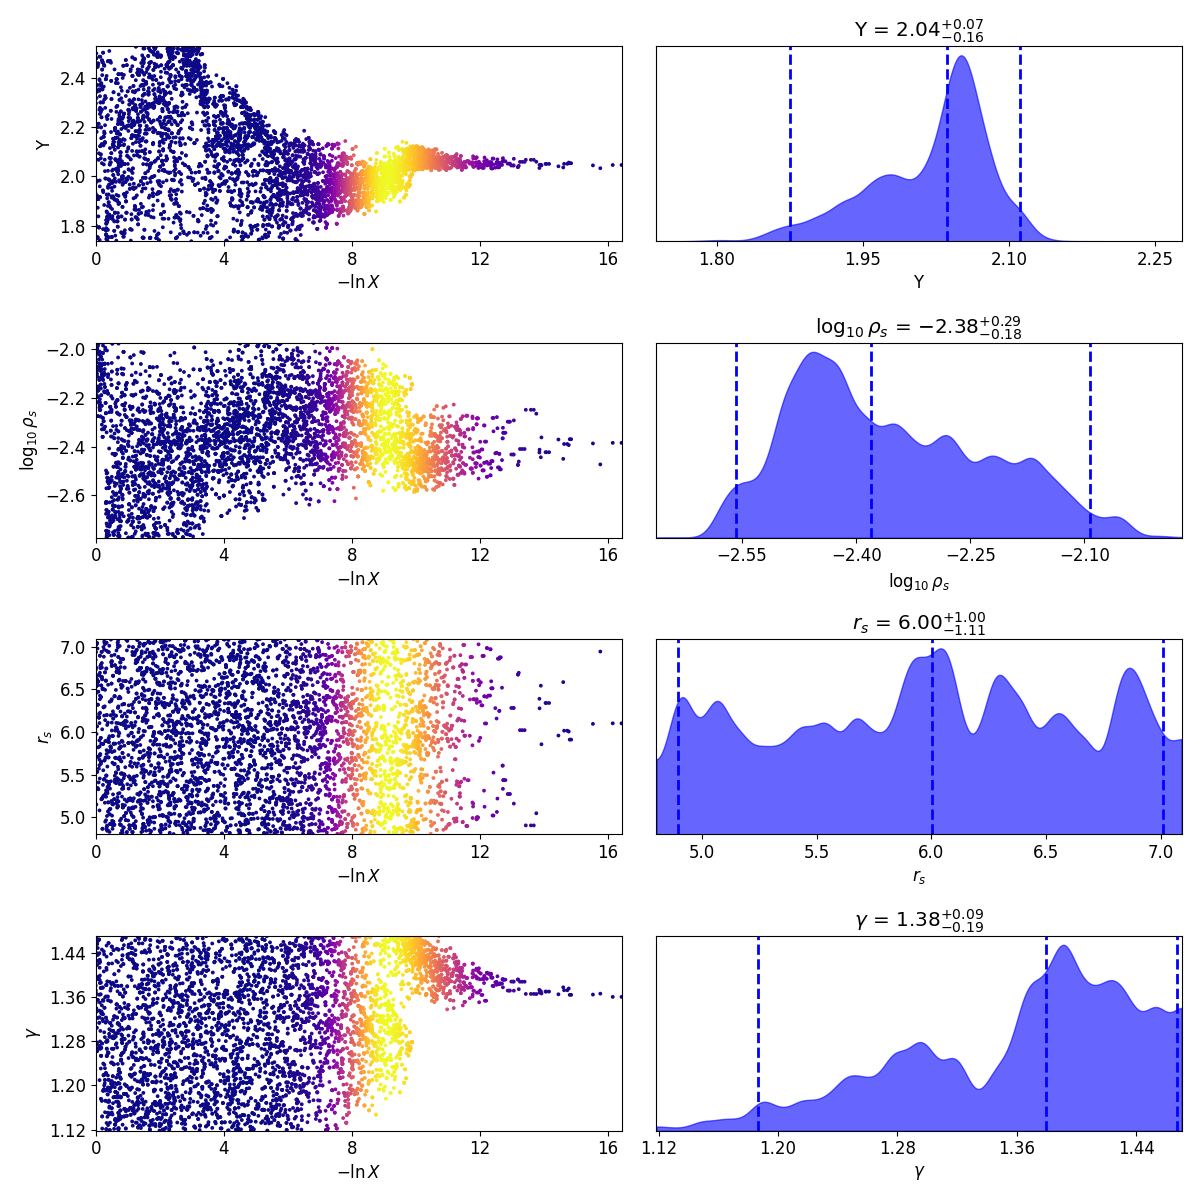 Y = 2.04^{+0.07}_{−0.16}
2.4
2.2
2.0
1.8
Y
0 4 8 12 16
−ln X
1.80 1.95 2.10 2.25
Y
log₁₀ ρₛ = −2.38^{+0.29}_{−0.18}
−2.0
−2.2
−2.4
−2.6
log₁₀ ρₛ
0 4 8 12 16
−ln X
−2.55 −2.40 −2.25 −2.10
log₁₀ ρₛ
rₛ = 6.00^{+1.00}_{−1.11}
7.0
6.5
6.0
5.5
5.0
rₛ
0 4 8 12 16
−ln X
5.0 5.5 6.0 6.5 7.0
rₛ
γ = 1.38^{+0.09}_{−0.19}
1.44
1.36
1.28
1.20
1.12
γ
0 4 8 12 16
−ln X
1.12 1.20 1.28 1.36 1.44
γ